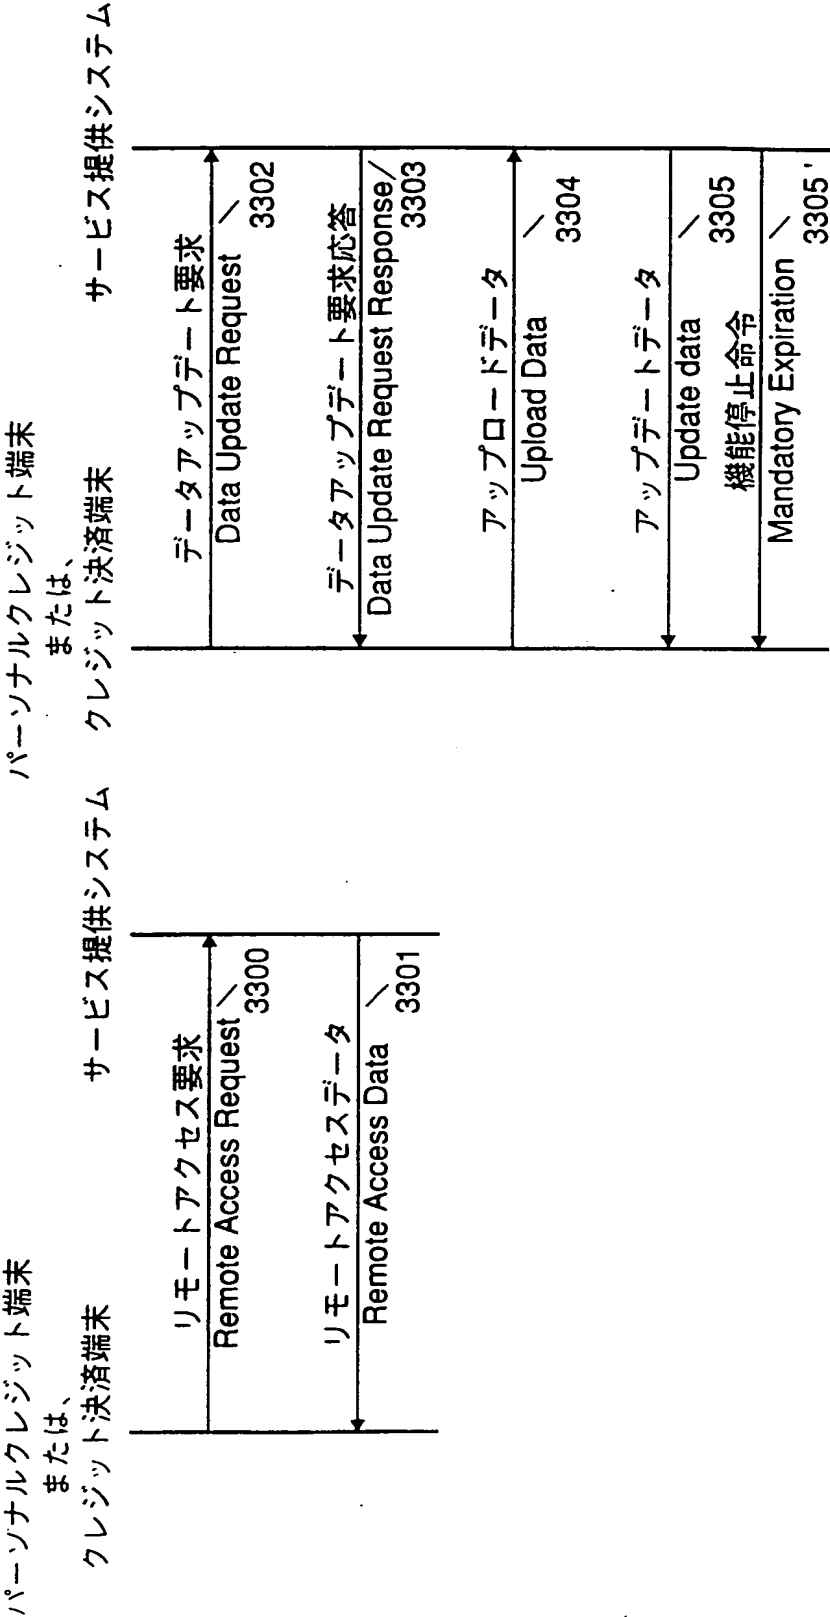 パーソナルクレジット端末
または、
クレジット決済端末
サービス提供システム
リモートアクセス要求
Remote Access Request
3300
リモートアクセスデータ
Remote Access Data
3301
パーソナルクレジット端末
または、
クレジット決済端末
サービス提供システム
データアップデート要求
Data Update Request
3302
データアップデート要求応答
Data Update Request Response
3303
アップロードデータ
Upload Data
3304
アップデートデータ
Update data
3305
機能停止命令
Mandatory Expiration
3305'